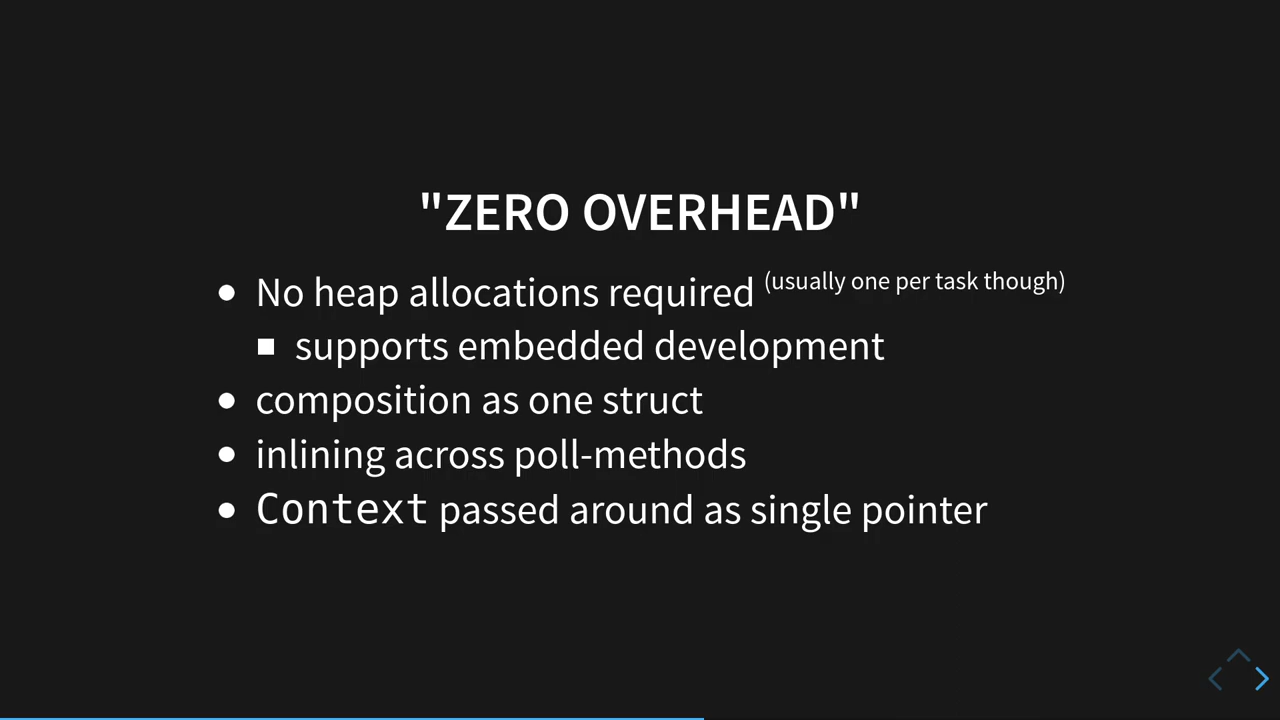 "ZERO OVERHEAD"
No heap allocations required (usually one per task though)
supports embedded development
composition as one struct
inlining across poll-methods
Context passed around as single pointer